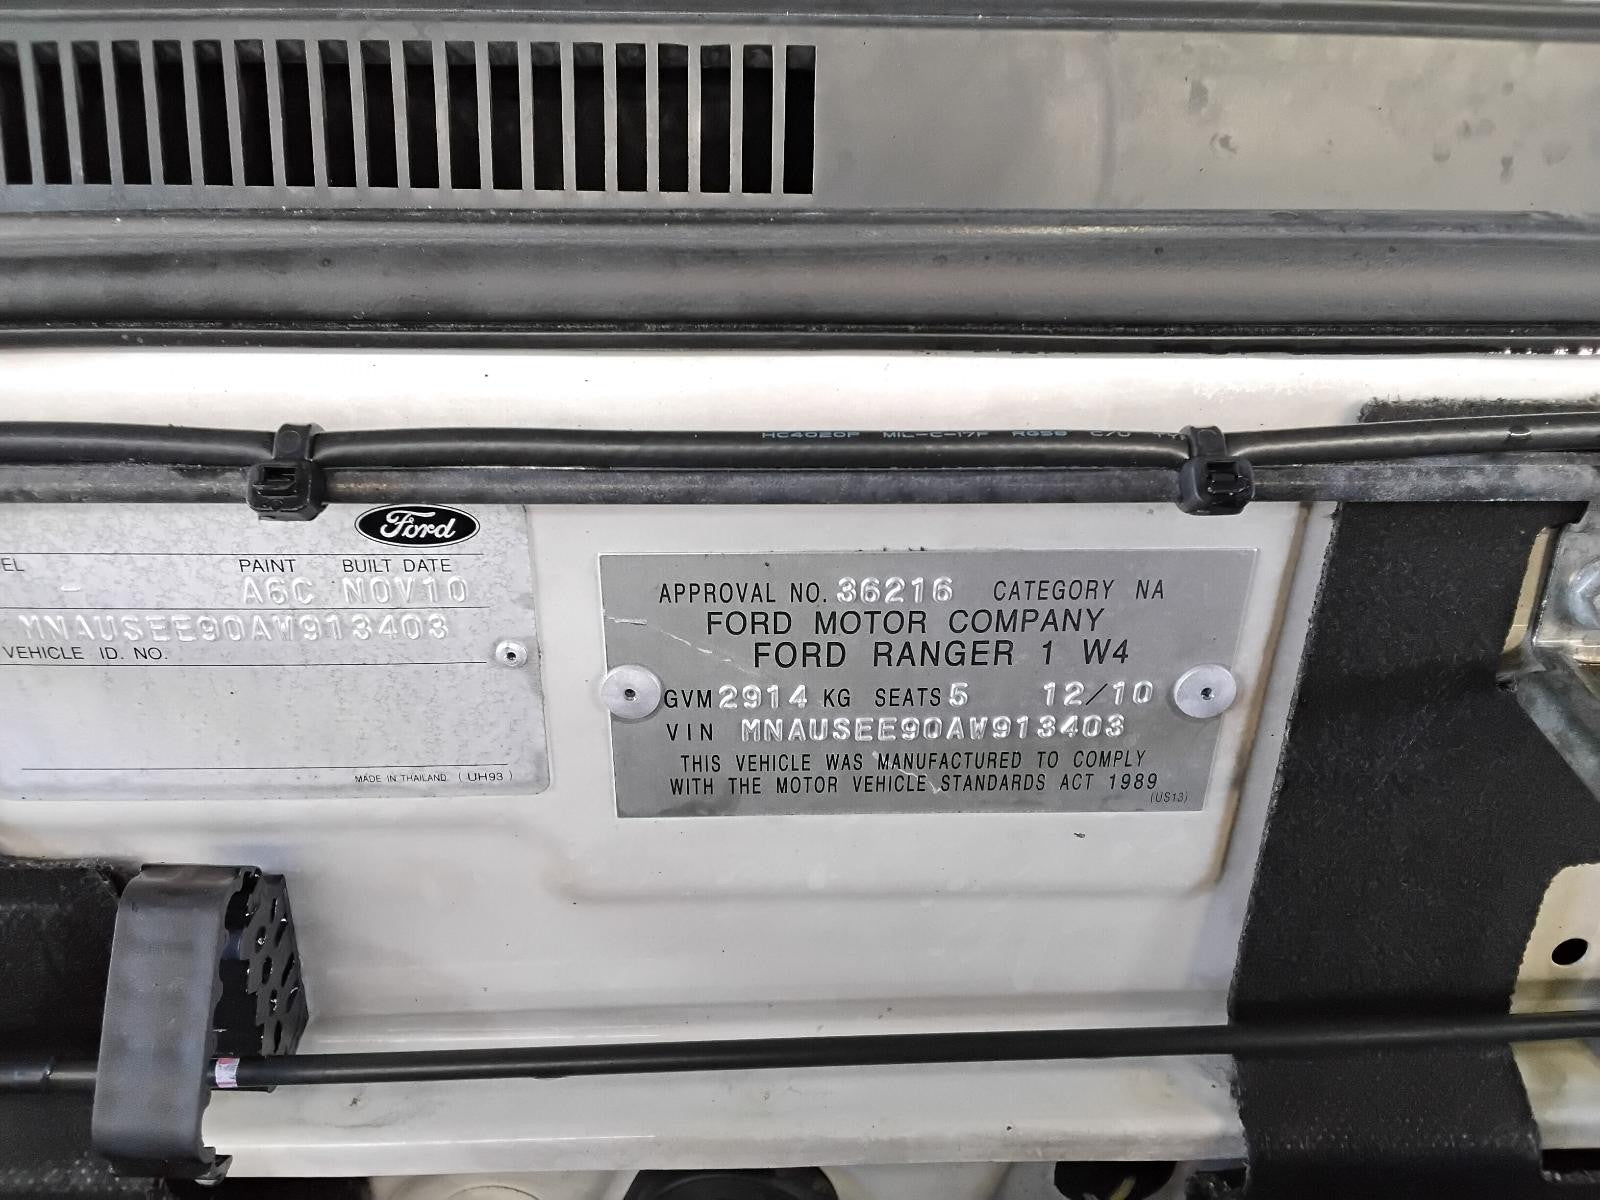 HC4020F MIL-C-17F RG58 C/U
Ford
PAINT BUILT DATE
- A6C NOV10
MNAUSEE90AW913403
VEHICLE ID. NO.
MADE IN THAILAND (UH93)
APPROVAL NO. 36216 CATEGORY NA
FORD MOTOR COMPANY
FORD RANGER 1 W4
GVM 2914 KG SEATS 5 12/10
VIN MNAUSEE90AW913403
THIS VEHICLE WAS MANUFACTURED TO COMPLY
WITH THE MOTOR VEHICLE STANDARDS ACT 1989
(US13)